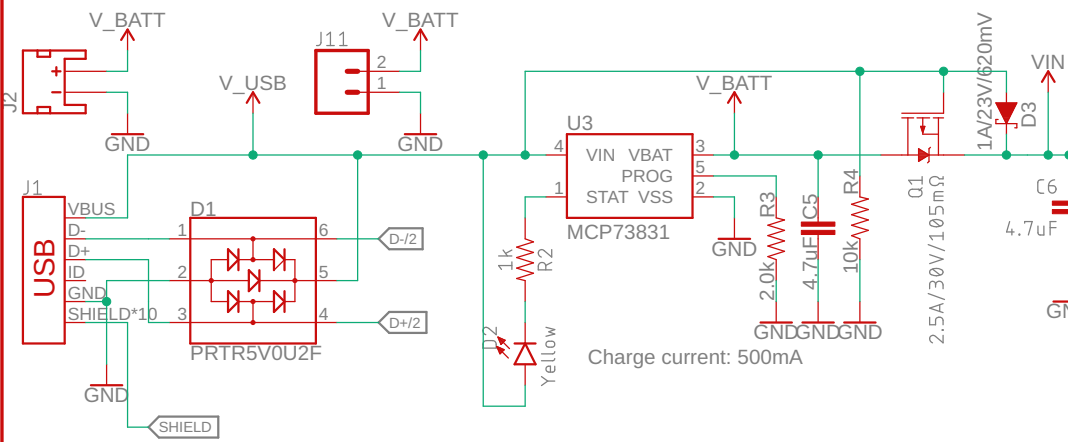 V_BATT
J2
+
-
GND
J11
V_BATT
2
1
GND
V_USB
J1
USB
VBUS
D-
D+
ID
GND
SHIELD*10
GND
SHIELD
D1
1
2
3
6
5
4
PRTR5V0U2F
D-/2
D+/2
U3
4
1
VIN VBAT
PROG
STAT VSS
3
5
2
MCP73831
1k
R2
D2
Yellow
V_BATT
GND
R3
2.0k
GND
C5
4.7uF
GND
R4
10k
GND
Charge current: 500mA
Q1
2.5A/30V/105mΩ
1A/23V/620mV
D3
VIN
C6
4.7uF